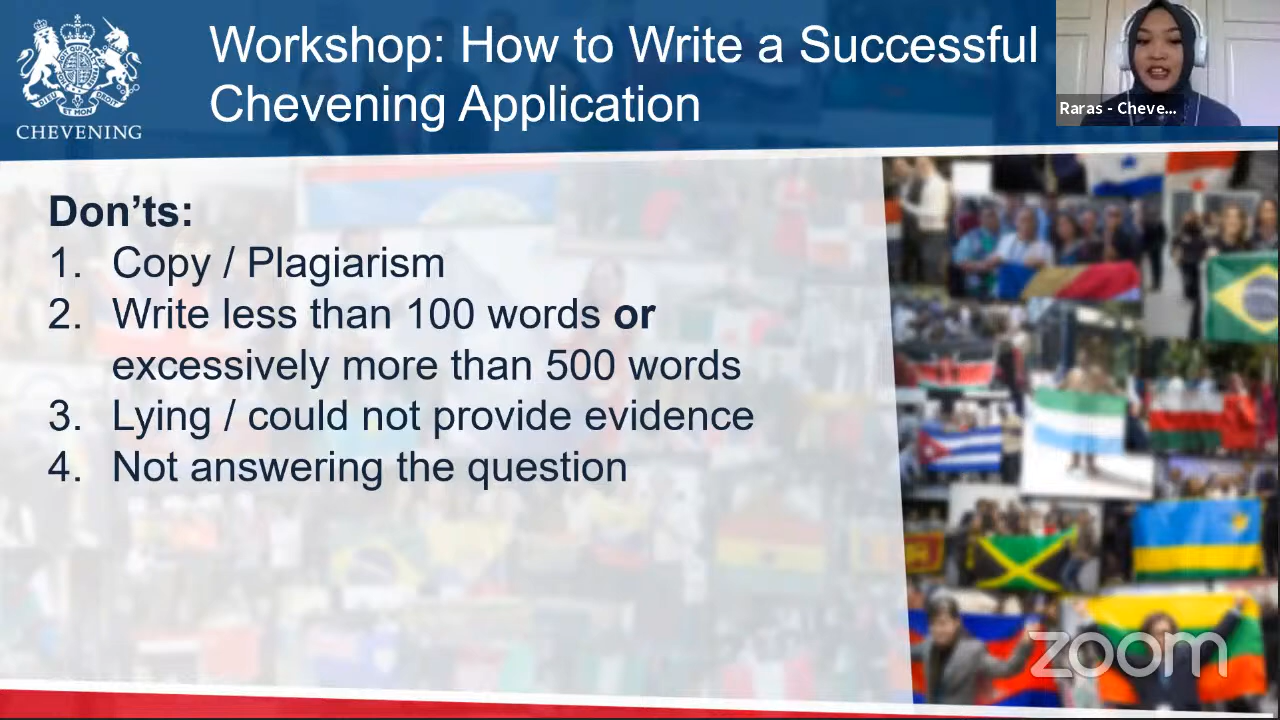 Workshop: How to Write a Successful
Chevening Application
CHEVENING
Raras - Cheve...
Don'ts:
1. Copy / Plagiarism
2. Write less than 100 words or
excessively more than 500 words
3. Lying / could not provide evidence
4. Not answering the question
zoom